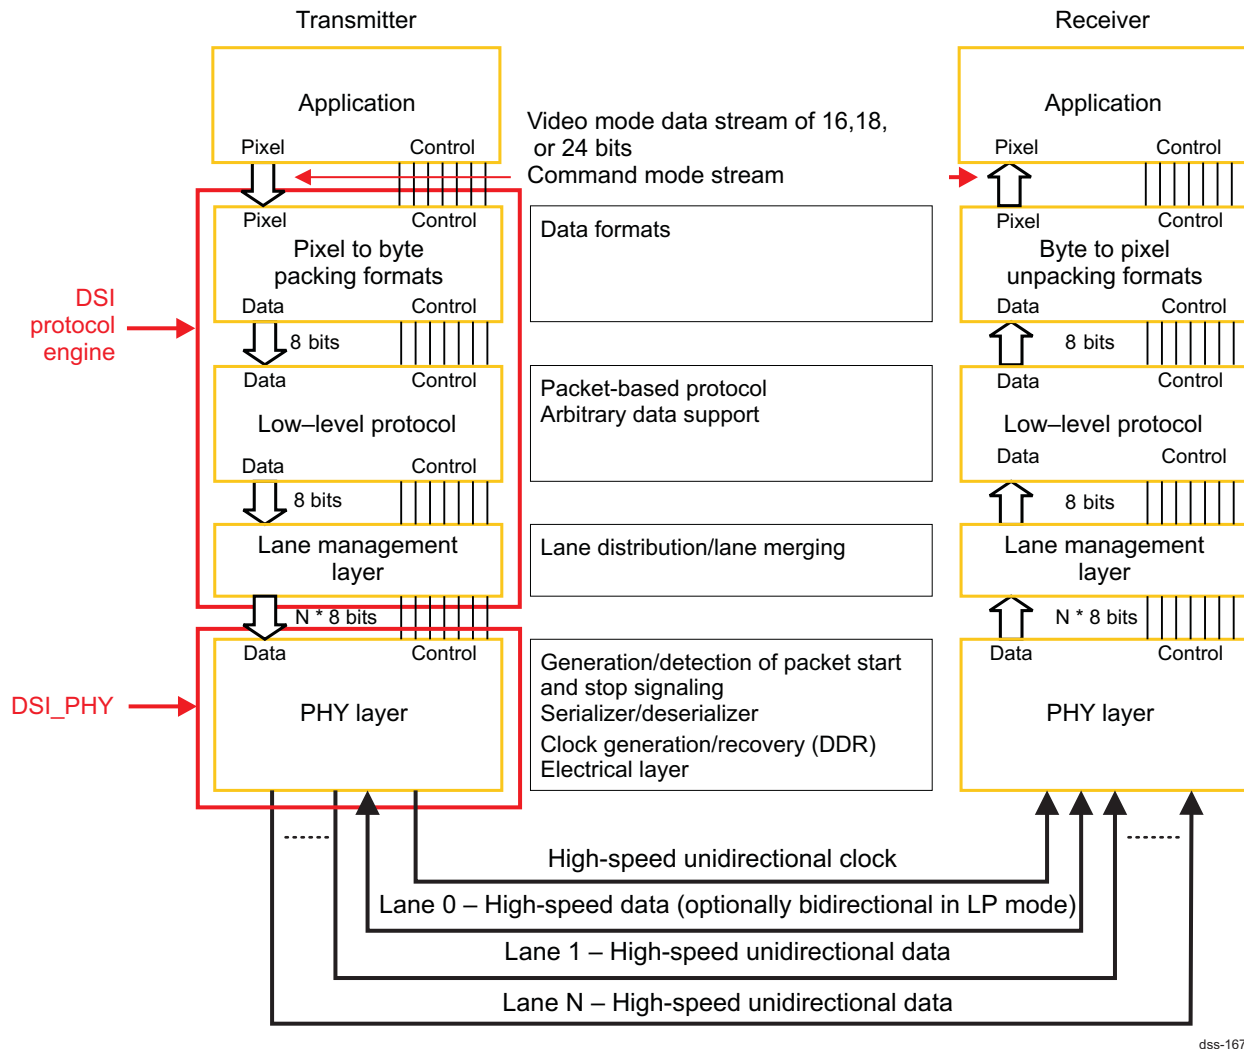 Transmitter
Receiver
Application
Pixel
Control
Video mode data stream of 16,18,
or 24 bits
Command mode stream
Application
Pixel
Control
Pixel
Control
Pixel to byte
packing formats
Data
Control
Data formats
Pixel
Control
Byte to pixel
unpacking formats
Data
Control
DSI
protocol
engine
8 bits
8 bits
Data
Control
Low–level protocol
Data
Control
Packet-based protocol
Arbitrary data support
Data
Control
Low–level protocol
Data
Control
8 bits
8 bits
Lane management
layer
Lane distribution/lane merging
Lane management
layer
N * 8 bits
N * 8 bits
DSI_PHY
Data
Control
PHY layer
Generation/detection of packet start
and stop signaling
Serializer/deserializer
Clock generation/recovery (DDR)
Electrical layer
Data
Control
PHY layer
High-speed unidirectional clock
Lane 0 – High-speed data (optionally bidirectional in LP mode)
Lane 1 – High-speed unidirectional data
Lane N – High-speed unidirectional data
dss-167